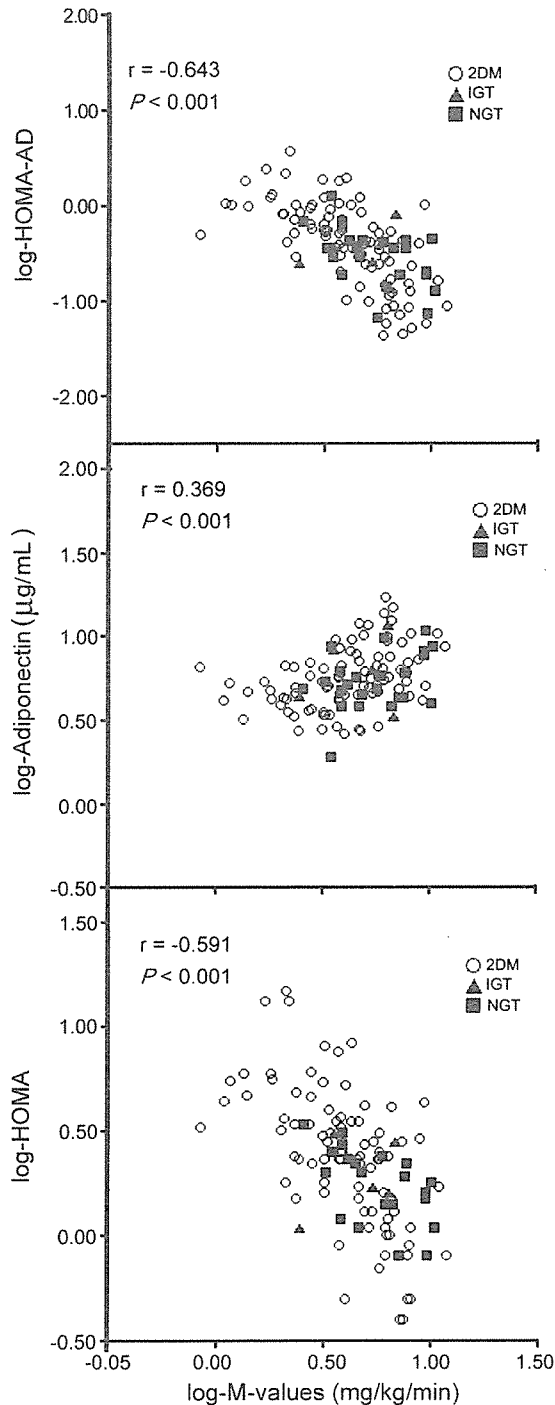 2.00
1.00
0.00
-1.00
-2.00
log-HOMA-AD
r = -0.643
P < 0.001
2DM
IGT
NGT
2.00
1.50
1.00
0.50
0.00
-0.50
log-Adiponectin (μg/mL)
r = 0.369
P < 0.001
2DM
IGT
NGT
1.50
1.00
0.50
0.00
-0.50
log-HOMA
r = -0.591
P < 0.001
2DM
IGT
NGT
-0.05 0.00 0.50 1.00 1.50
log-M-values (mg/kg/min)